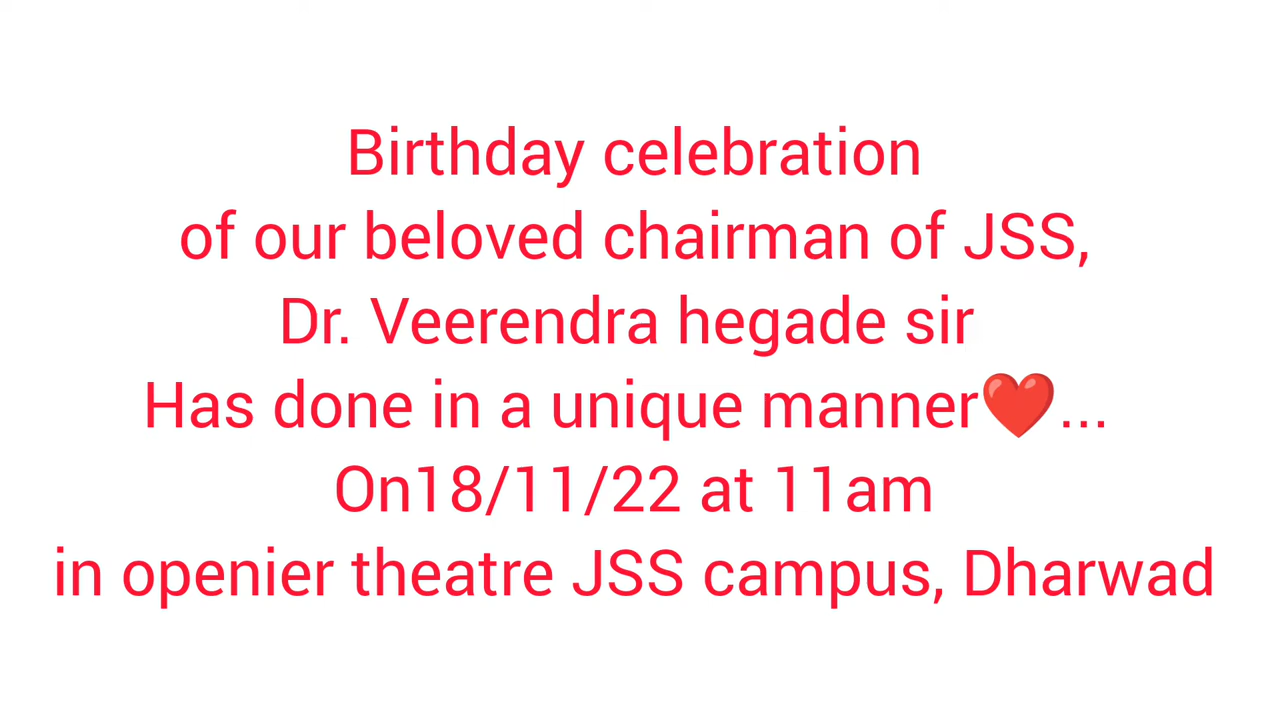 Birthday celebration
of our beloved chairman of JSS,
Dr. Veerendra hegade sir
Has done in a unique manner❤️...
On18/11/22 at 11am
in openier theatre JSS campus, Dharwad